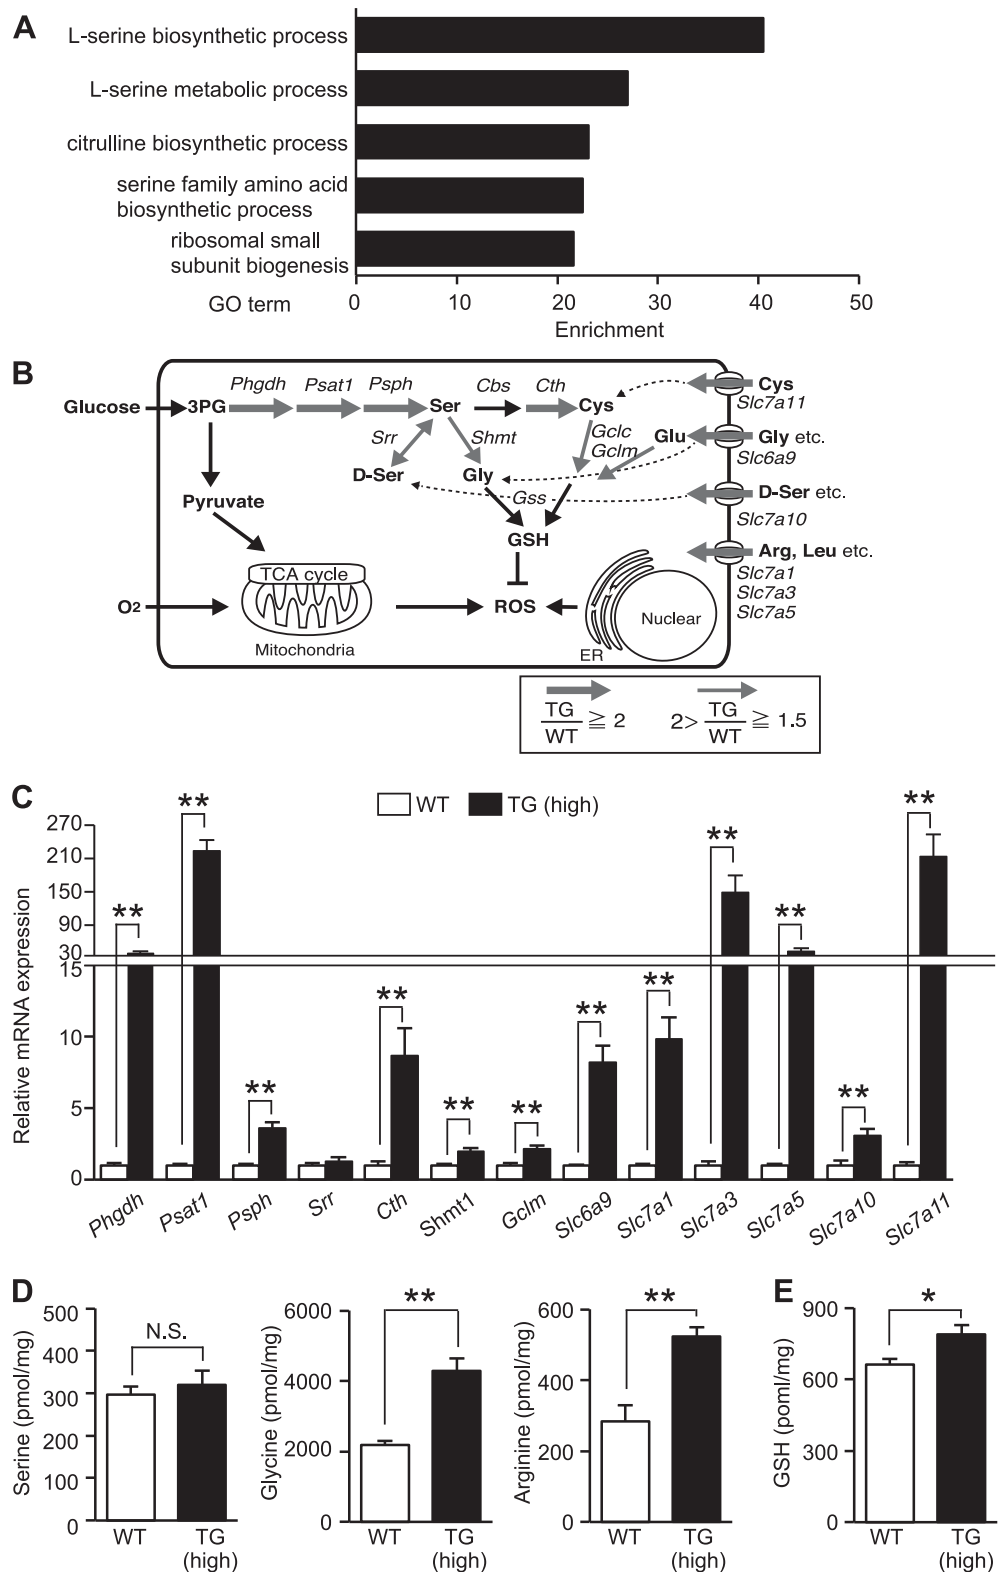 A
L-serine biosynthetic process
L-serine metabolic process
citrulline biosynthetic process
serine family amino acid
biosynthetic process
ribosomal small
subunit biogenesis
GO term
0 10 20 30 40 50
Enrichment
B
Phgdh Psat1 Psph Cbs Cth
Glucose 3PG Ser Cys
Cys
Slc7a11
Srr Shmt Gclc
Gclm
Glu
Gly etc.
Slc6a9
D-Ser Gly
Gss
D-Ser etc.
Slc7a10
Pyruvate
GSH
Arg, Leu etc.
Slc7a1
Slc7a3
Slc7a5
TCA cycle
O2
ROS
Nuclear
Mitochondria
ER
TG
WT
≧ 2
2>
TG
WT
≧ 1.5
C
WT TG (high)
Relative mRNA expression
270
210
150
90
30
15
10
5
0
** ** ** ** ** ** ** ** ** ** ** **
Phgdh Psat1 Psph Srr Cth Shmt1 Gclm Slc6a9 Slc7a1 Slc7a3 Slc7a5 Slc7a10 Slc7a11
D
Serine (pmol/mg)
500
400
300
200
100
0
N.S.
WT TG
(high)
Glycine (pmol/mg)
6000
4000
2000
0
**
WT TG
(high)
Arginine (pmol/mg)
600
400
200
0
**
WT TG
(high)
E
GSH (poml/mg)
900
600
300
0
*
WT TG
(high)